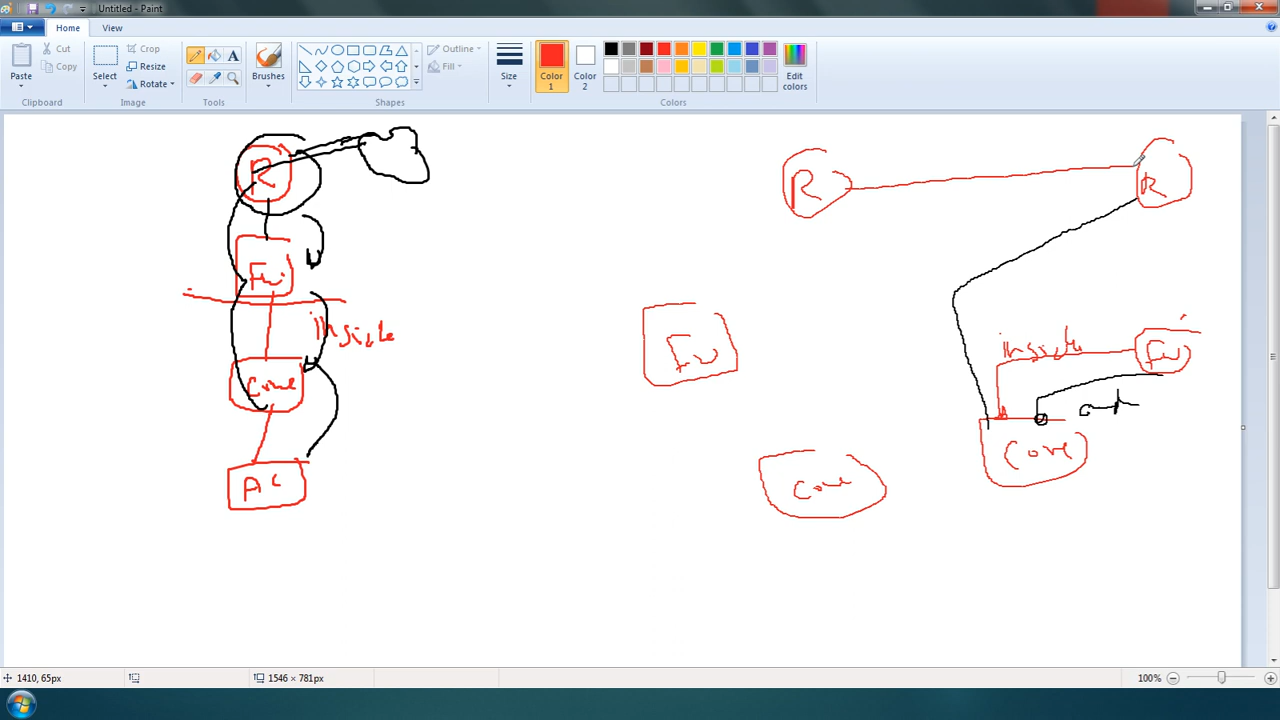 Untitled - Paint
Home View
Paste
Cut
Copy
Clipboard
Select
Crop
Resize
Rotate
Image
Tools
Brushes
Shapes
Outline
Fill
Size
Color 1
Color 2
Edit colors
Colors
R
R
R
Fw
inside
Core
AC
Fw
Core
inside
Fw
out
Core
1410, 65px
1546 × 781px
100%